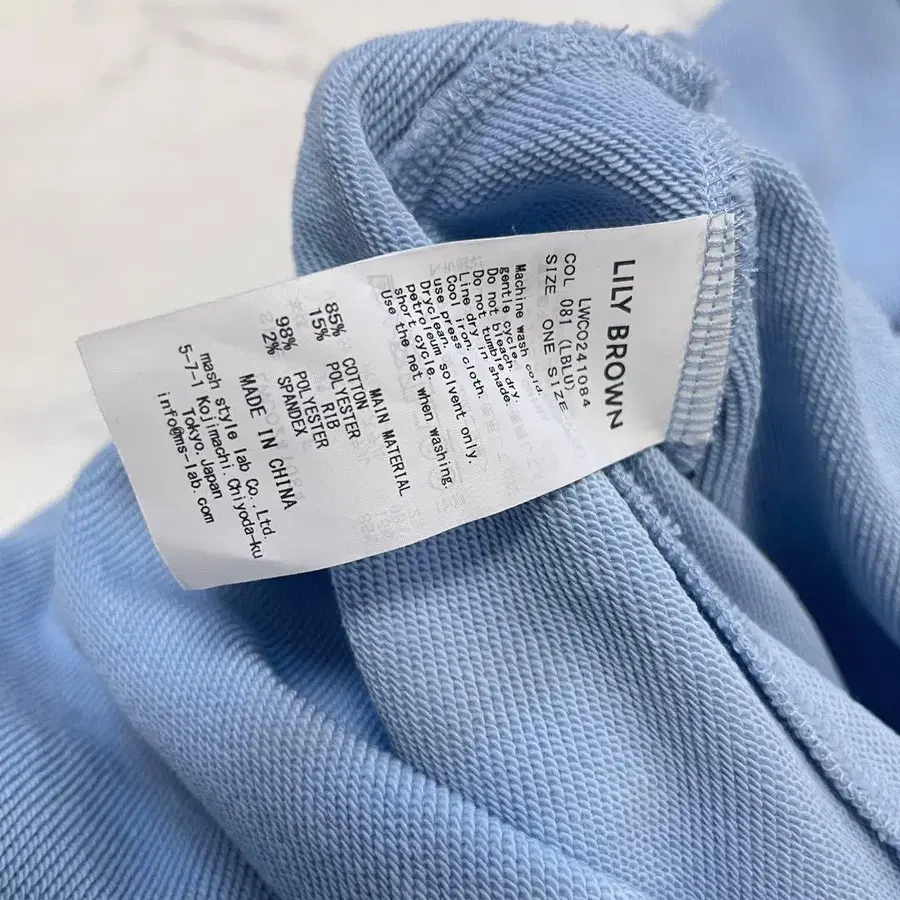 LILY BROWN
LWCO241084
COL 081 (LBLU)
SIZE ONE SIZE
Machine wash cold,
gentle cycle.
Do not bleach.
Do not tumble dry.
Line dry in shade.
Cool iron.
use press cloth.
Dryclean,
petroleum solvent only,
short cycle.
Use the net when washing.
MAIN MATERIAL
85% COTTON
15% POLYESTER
RIB
98% POLYESTER
2% SPANDEX
MADE IN CHINA
mash style lab Co.,Ltd.
5-7-1 Kojimachi,Chiyoda-ku
Tokyo,Japan
info@ms-lab.com